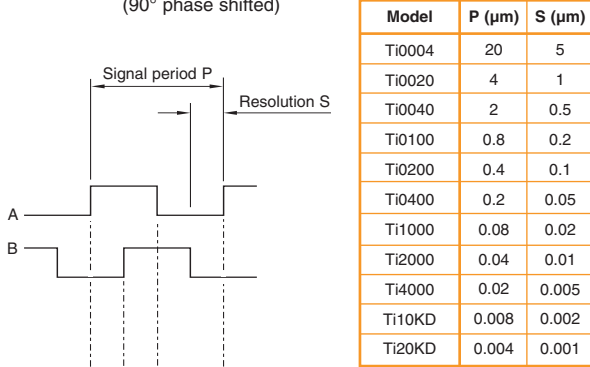 (90° phase shifted)
Signal period P
Resolution S
A
B
Model P (µm) S (µm)
Ti0004 20 5
Ti0020 4 1
Ti0040 2 0.5
Ti0100 0.8 0.2
Ti0200 0.4 0.1
Ti0400 0.2 0.05
Ti1000 0.08 0.02
Ti2000 0.04 0.01
Ti4000 0.02 0.005
Ti10KD 0.008 0.002
Ti20KD 0.004 0.001